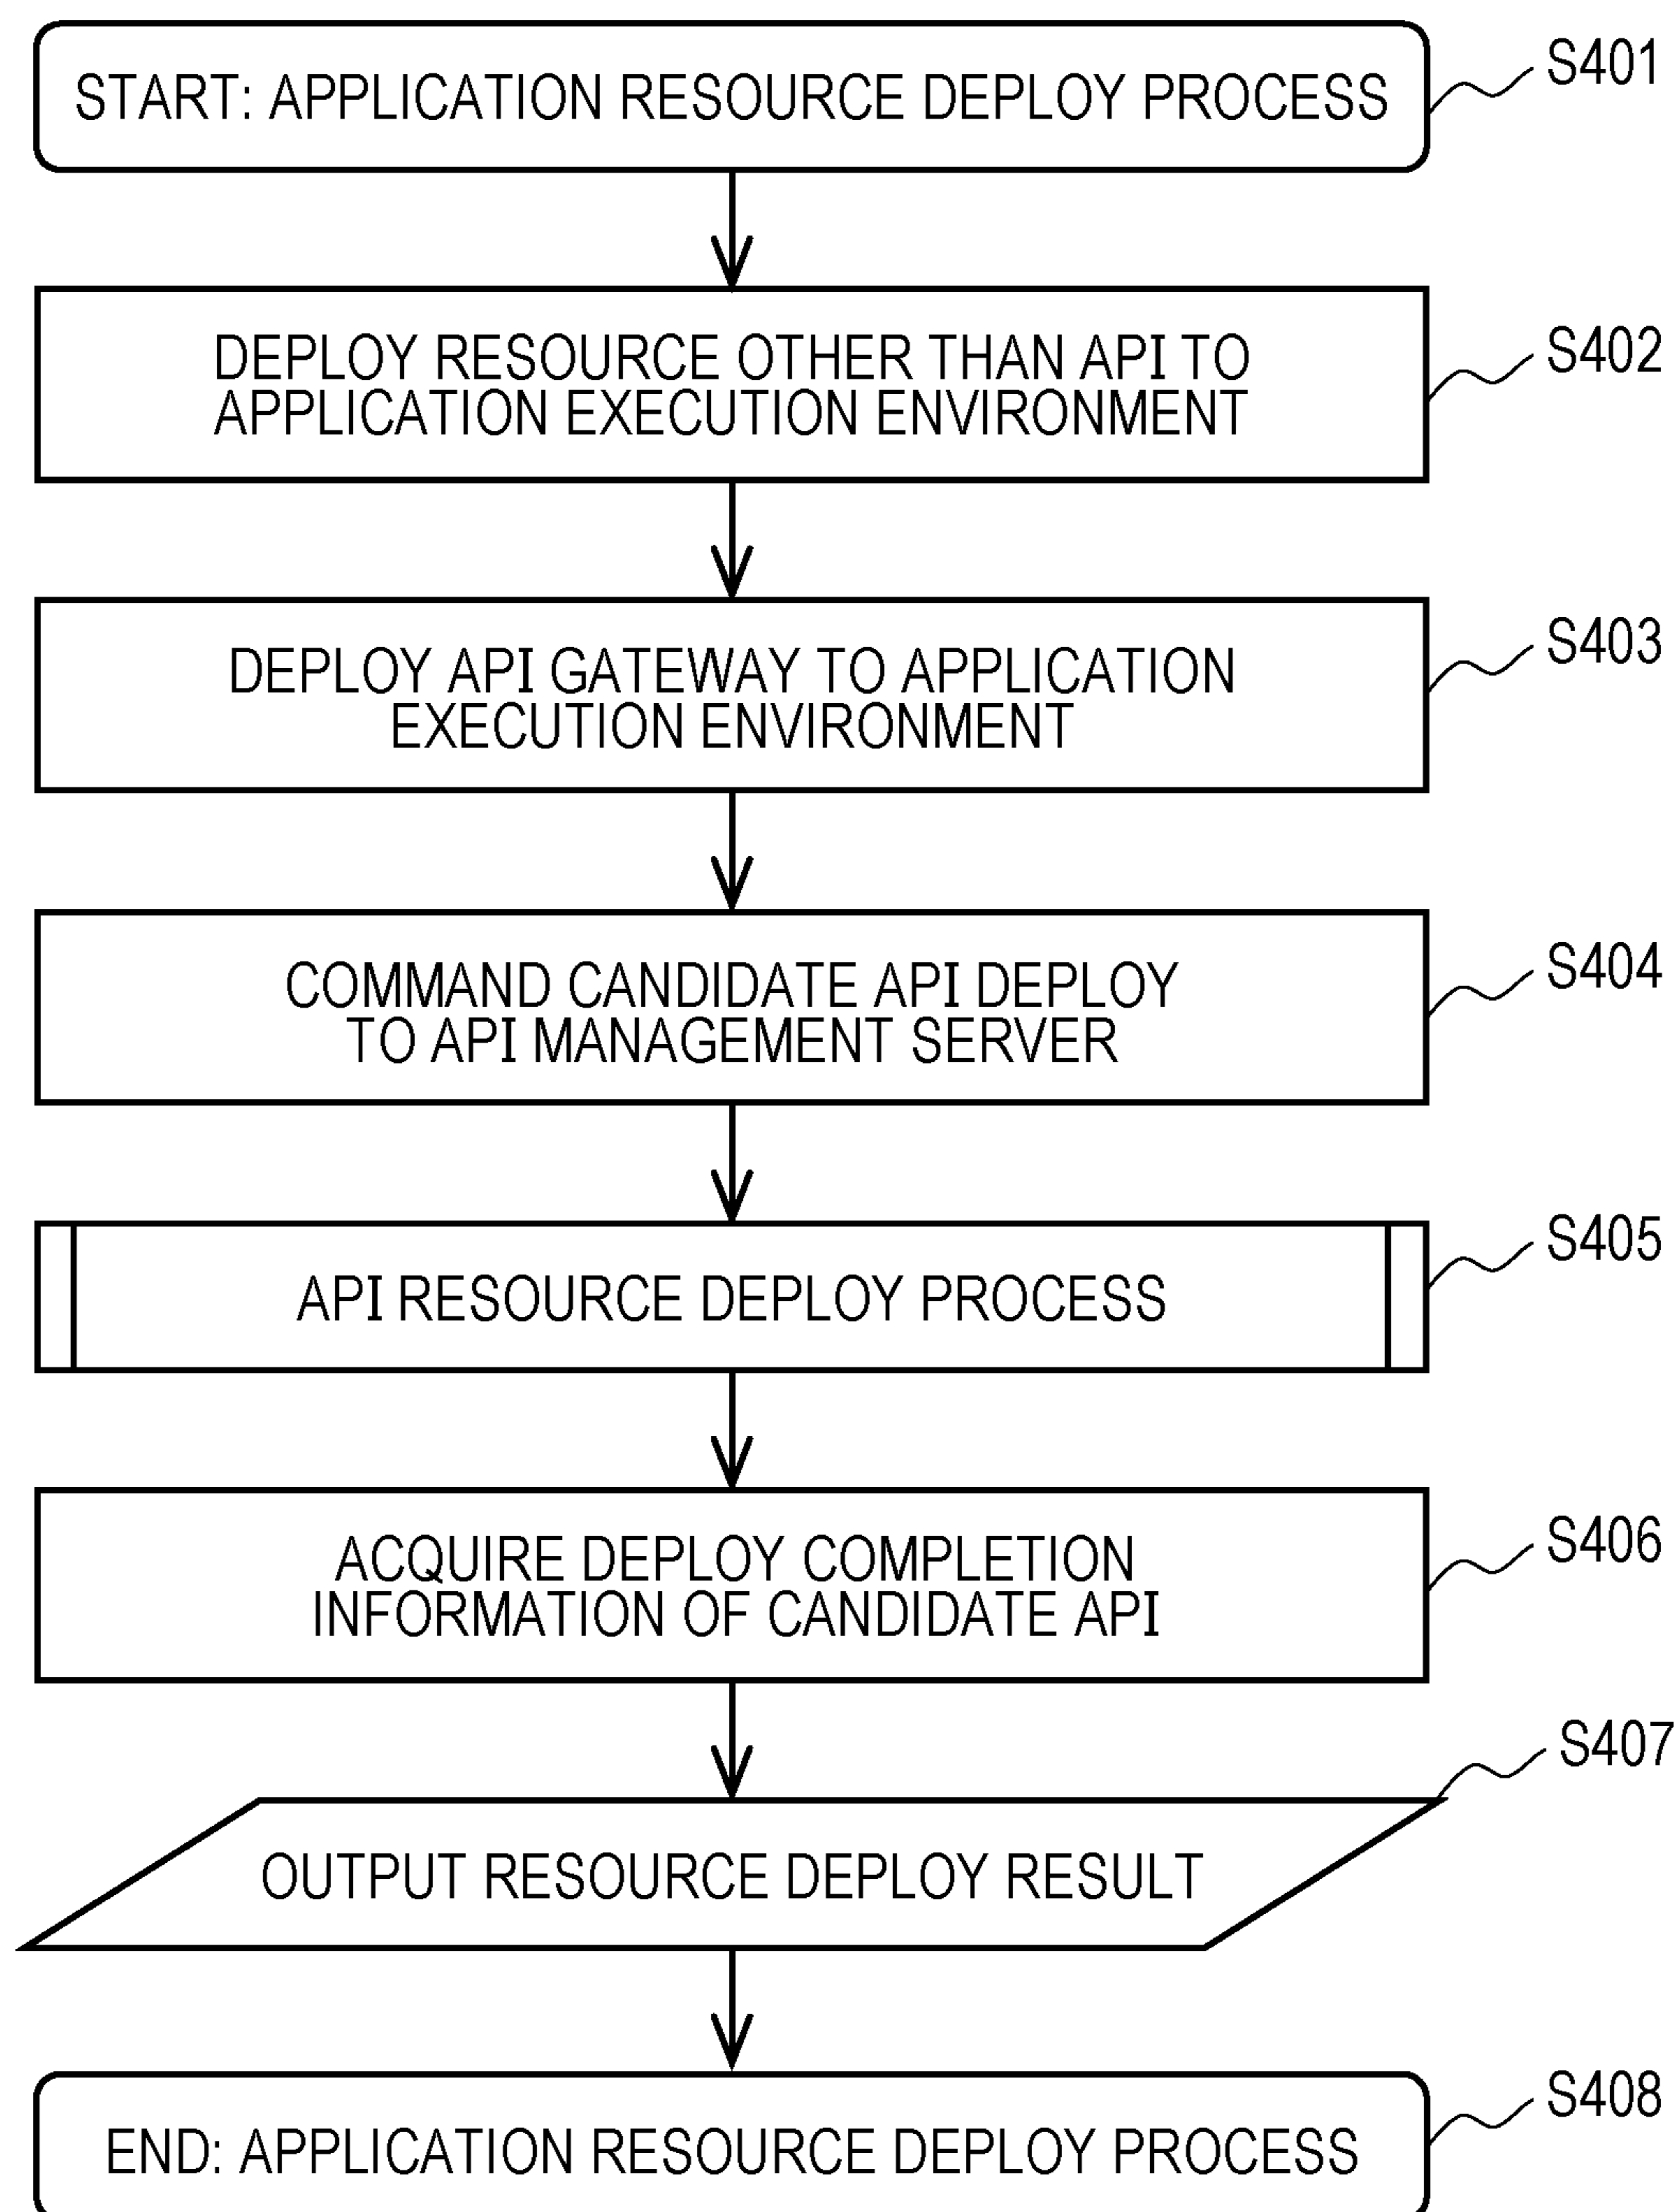 START: APPLICATION RESOURCE DEPLOY PROCESS
S401
DEPLOY RESOURCE OTHER THAN API TO
APPLICATION EXECUTION ENVIRONMENT
S402
DEPLOY API GATEWAY TO APPLICATION
EXECUTION ENVIRONMENT
S403
COMMAND CANDIDATE API DEPLOY
TO API MANAGEMENT SERVER
S404
API RESOURCE DEPLOY PROCESS
S405
ACQUIRE DEPLOY COMPLETION
INFORMATION OF CANDIDATE API
S406
OUTPUT RESOURCE DEPLOY RESULT
S407
END: APPLICATION RESOURCE DEPLOY PROCESS
S408